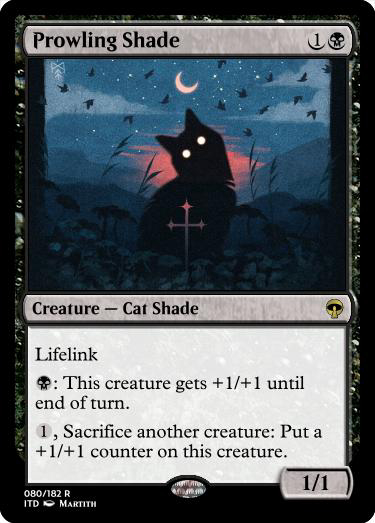 Prowling Shade 1
Creature — Cat Shade
Lifelink
: This creature gets +1/+1 until
end of turn.
1, Sacrifice another creature: Put a
+1/+1 counter on this creature.
1/1
080/182 R
ITD Martith